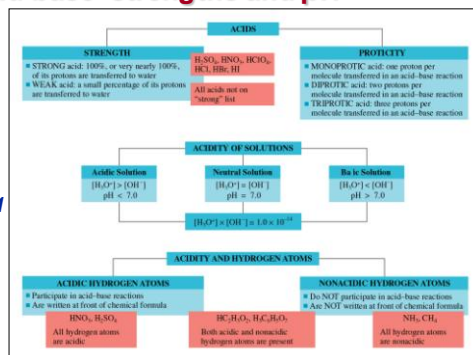 base strengths and pH
ACIDS
STRENGTH
▪ STRONG acid: 100%, or very nearly 100%,
of its protons are transferred to water
▪ WEAK acid: a small percentage of its protons
are transferred to water
H₂SO₄, HNO₃, HClO₄,
HCl, HBr, HI
All acids not on
“strong” list
PROTICITY
▪ MONOPROTIC acid: one proton per
molecule transferred in an acid–base reaction
▪ DIPROTIC acid: two protons per
molecule transferred in an acid–base reaction
▪ TRIPROTIC acid: three protons per
molecule transferred in an acid–base reaction
ACIDITY OF SOLUTIONS
Acidic Solution
[H₃O⁺] > [OH⁻]
pH < 7.0
Neutral Solution
[H₃O⁺] = [OH⁻]
pH = 7.0
Ba ic Solution
[H₃O⁺] < [OH⁻]
pH > 7.0
[H₃O⁺] × [OH⁻] = 1.0 × 10⁻¹⁴
ACIDITY AND HYDROGEN ATOMS
ACIDIC HYDROGEN ATOMS
▪ Participate in acid–base reactions
▪ Are written at front of chemical formula
NONACIDIC HYDROGEN ATOMS
▪ Do NOT participate in acid–base reactions
▪ Are NOT written at front of chemical formula
HNO₃, H₂SO₄
All hydrogen atoms
are acidic
HC₂H₃O₂, H₃C₆H₅O₇
Both acidic and nonacidic
hydrogen atoms are present
NH₃, CH₄
All hydrogen atoms
are nonacidic